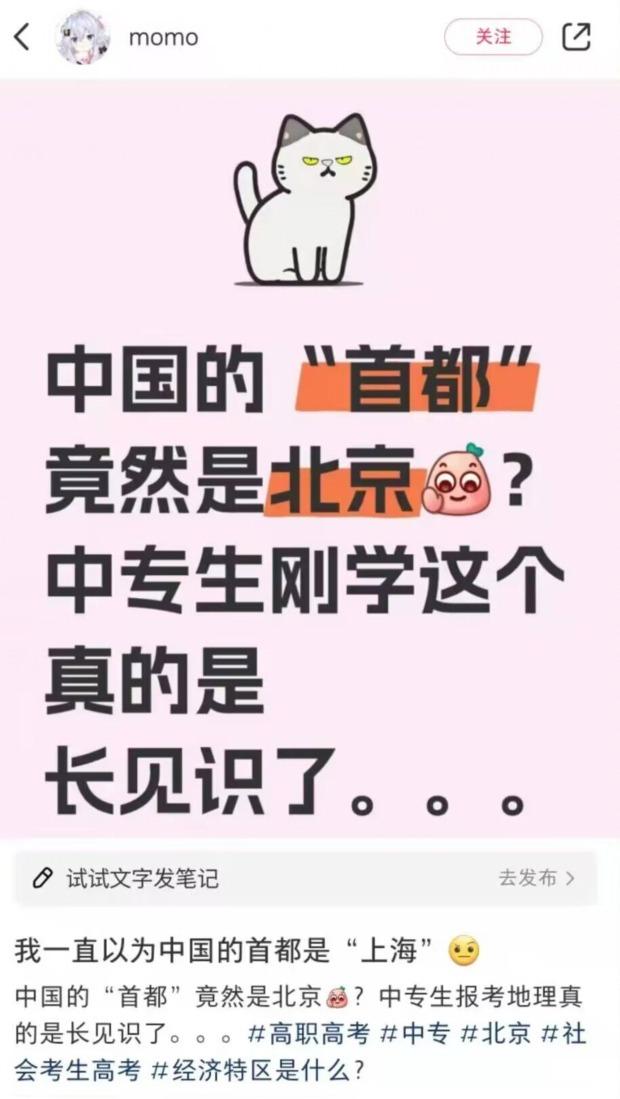 momo
关注
中国的“首都”
竟然是北京？
中专生刚学这个
真的是
长见识了。。。
试试文字发笔记
去发布
我一直以为中国的首都是“上海”
中国的“首都”竟然是北京？中专生报考地理真
的是长见识了。。。#高职高考 #中专 #北京 #社
会考生高考 #经济特区是什么？